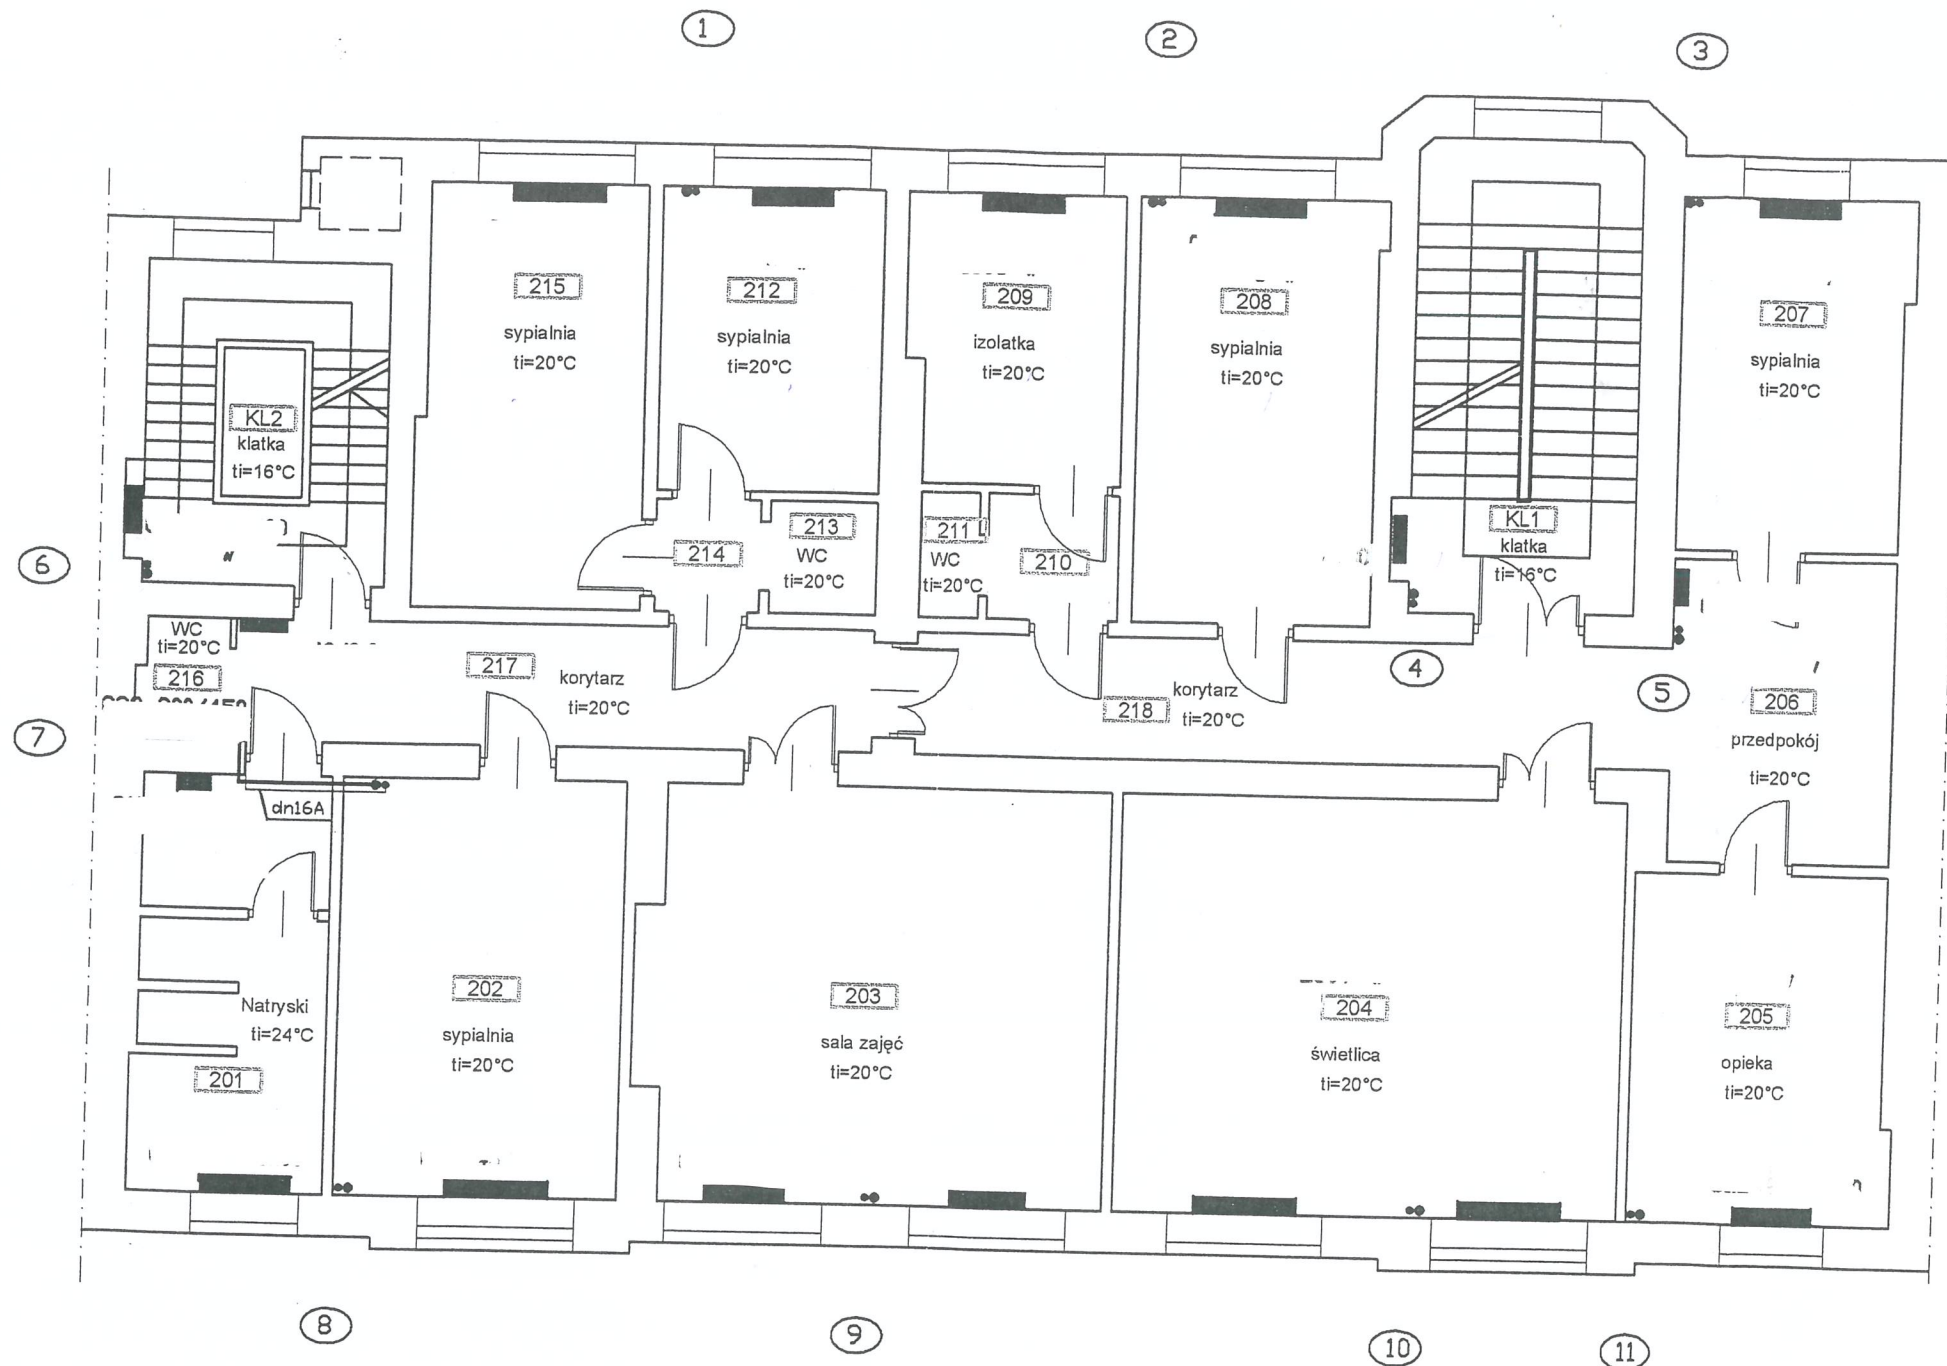 1
2
3
215
sypialnia
ti=20°C
212
sypialnia
ti=20°C
209
izolatka
ti=20°C
208
sypialnia
ti=20°C
207
sypialnia
ti=20°C
KL2
klatka
ti=16°C
213
WC
ti=20°C
214
211
WC
ti=20°C
210
KL1
klatka
ti=16°C
6
WC
ti=20°C
216
217
korytarz
ti=20°C
218
korytarz
ti=20°C
4
5
206
przedpokój
ti=20°C
7
dn16A
Natryski
ti=24°C
201
202
sypialnia
ti=20°C
203
sala zajęć
ti=20°C
204
świetlica
ti=20°C
205
opieka
ti=20°C
8
9
10
11